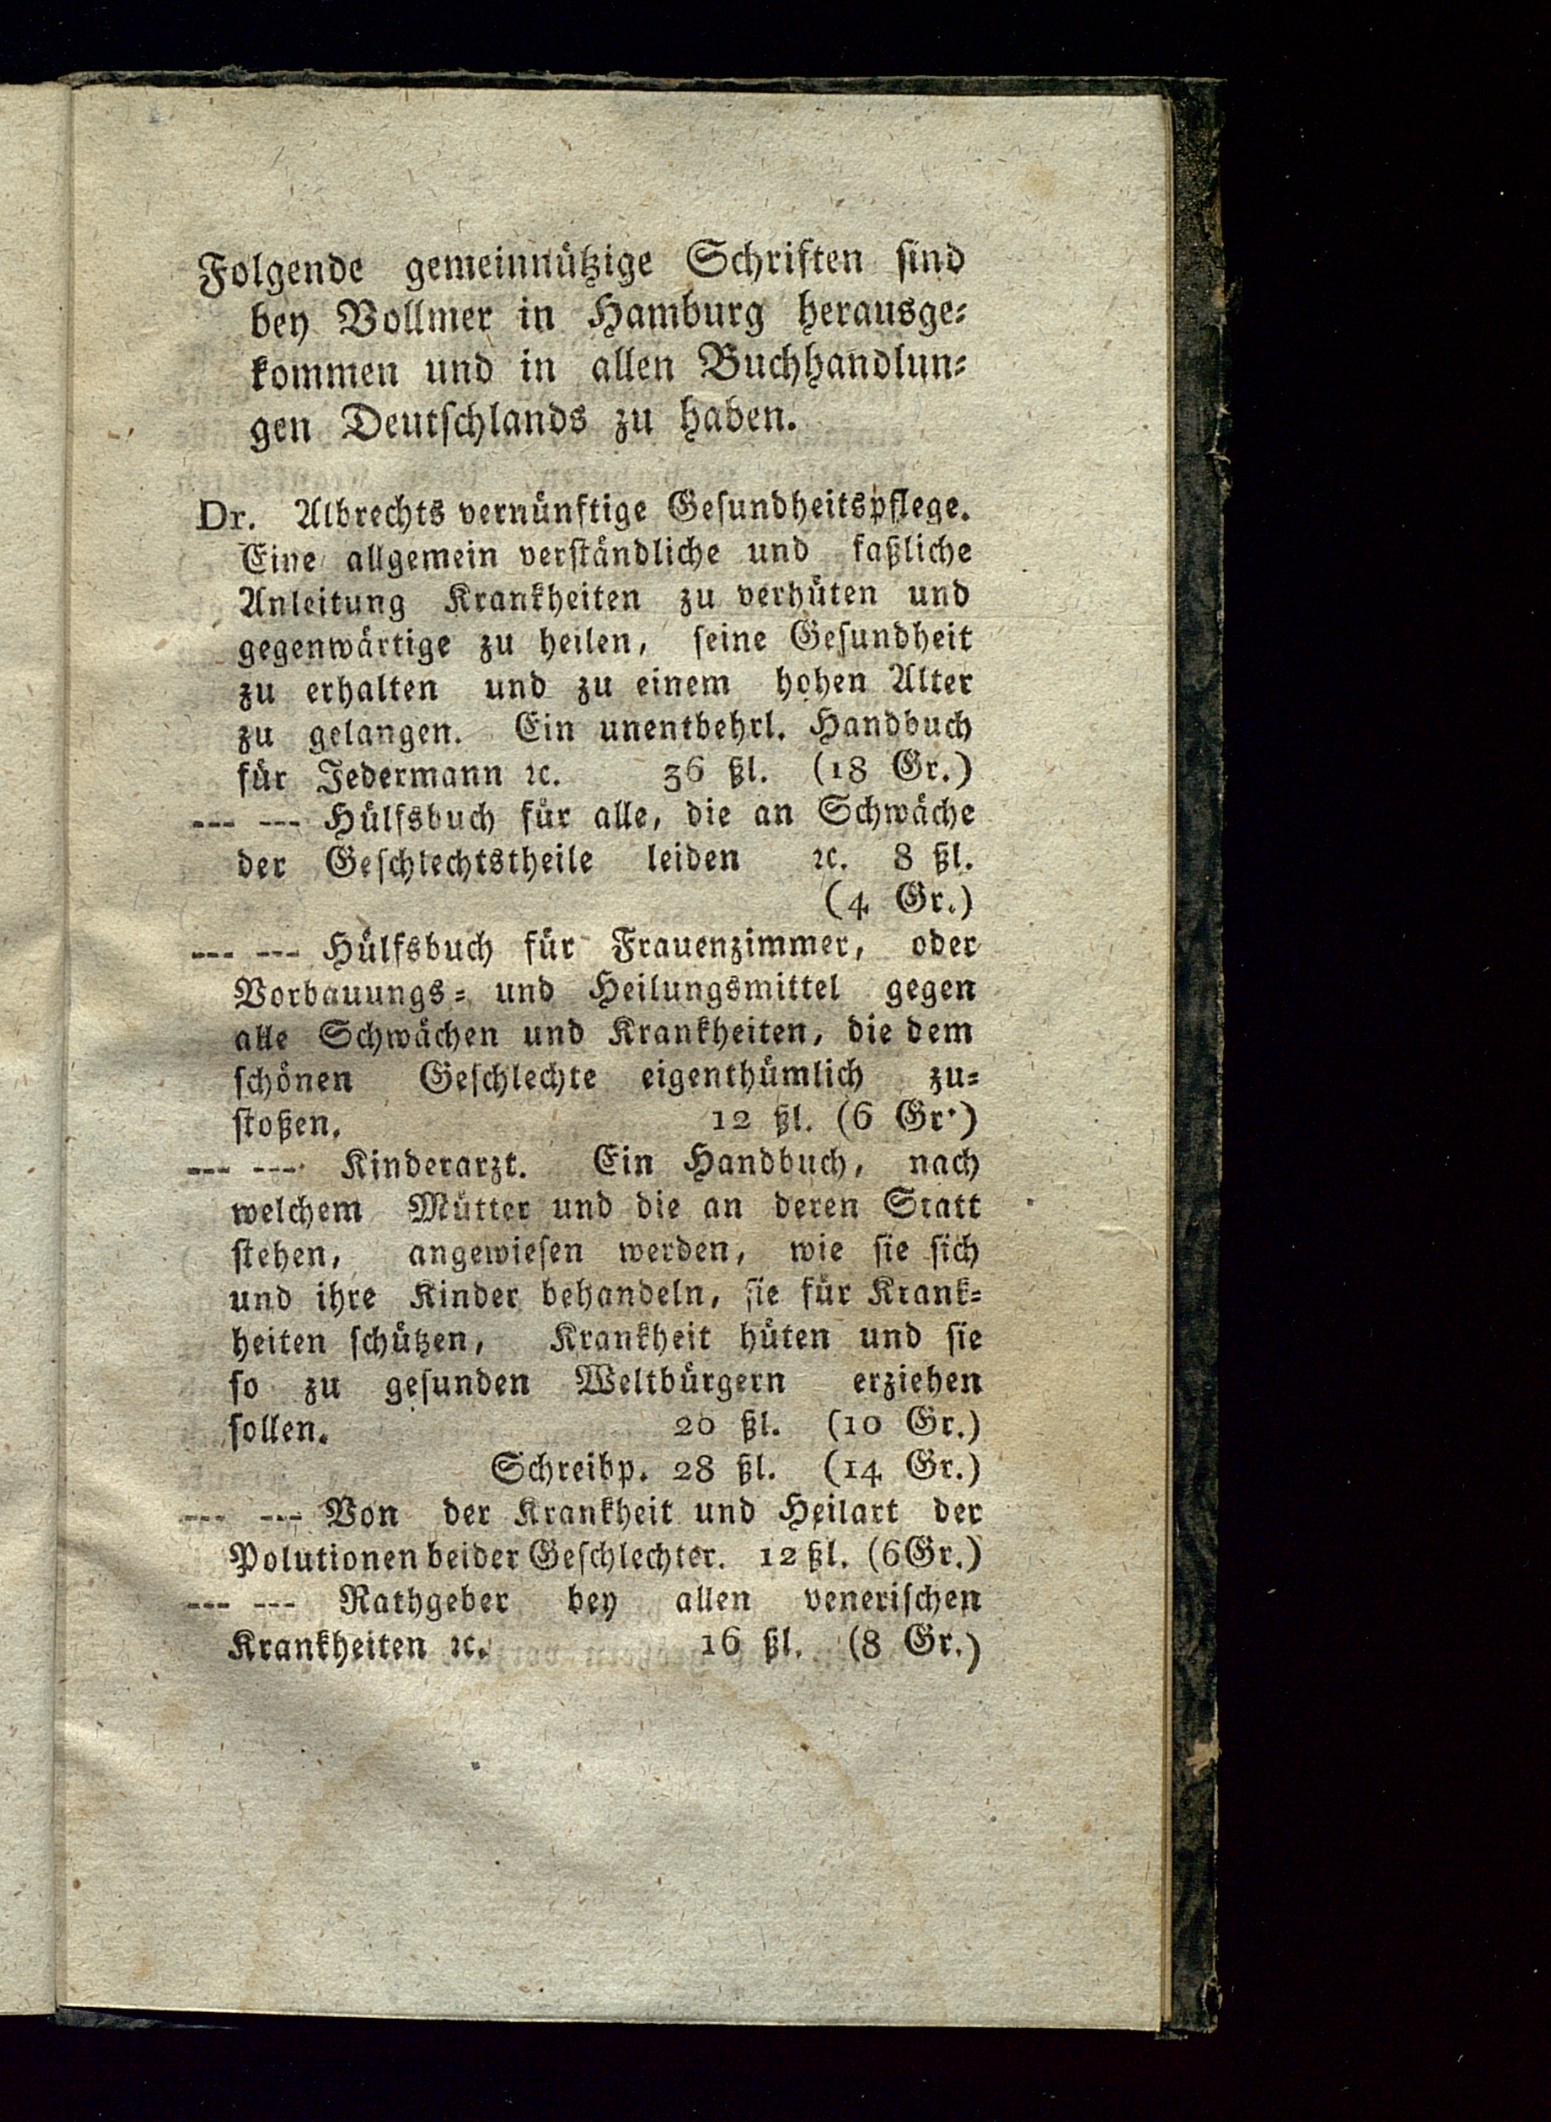 Folgende gemeinnützige Schriften sind
bey Vollmer in Hamburg herausge-
kommen und in allen Buchhandlun-
gen Deutschlands zu haben.
Dr. Albrechts vernünftige Gesundheitspflege.
Eine allgemein verständliche und faßliche
Anleitung Krankheiten zu verhüten und
gegenwärtige zu heilen, seine Gesundheit
zu erhalten und zu einem hohen Alter
zu gelangen. Ein unentbehrl. Handbuch
für Jedermann ꝛc. 36 ßl. (18 Gr.)
--- --- Hülfsbuch für alle, die an Schwäche
der Geschlechtstheile leiden ꝛc. 8 ßl.
(4 Gr.)
--- --- Hülfsbuch für Frauenzimmer, oder
Vorbauungs- und Heilungsmittel gegen
alle Schwächen und Krankheiten, die dem
schönen Geschlechte eigenthümlich zu-
stoßen. 12 ßl. (6 Gr.)
--- --- Kinderarzt. Ein Handbuch, nach
welchem Mütter und die an deren Statt
stehen, angewiesen werden, wie sie sich
und ihre Kinder behandeln, sie für Krank-
heiten schützen, Krankheit hüten und sie
so zu gesunden Weltbürgern erziehen
sollen. 20 ßl. (10 Gr.)
Schreibp. 28 ßl. (14 Gr.)
--- --- Von der Krankheit und Heilart der
Polutionen beider Geschlechter. 12 ßl. (6 Gr.)
--- --- Rathgeber bey allen venerischen
Krankheiten ꝛc. 16 ßl. (8 Gr.)